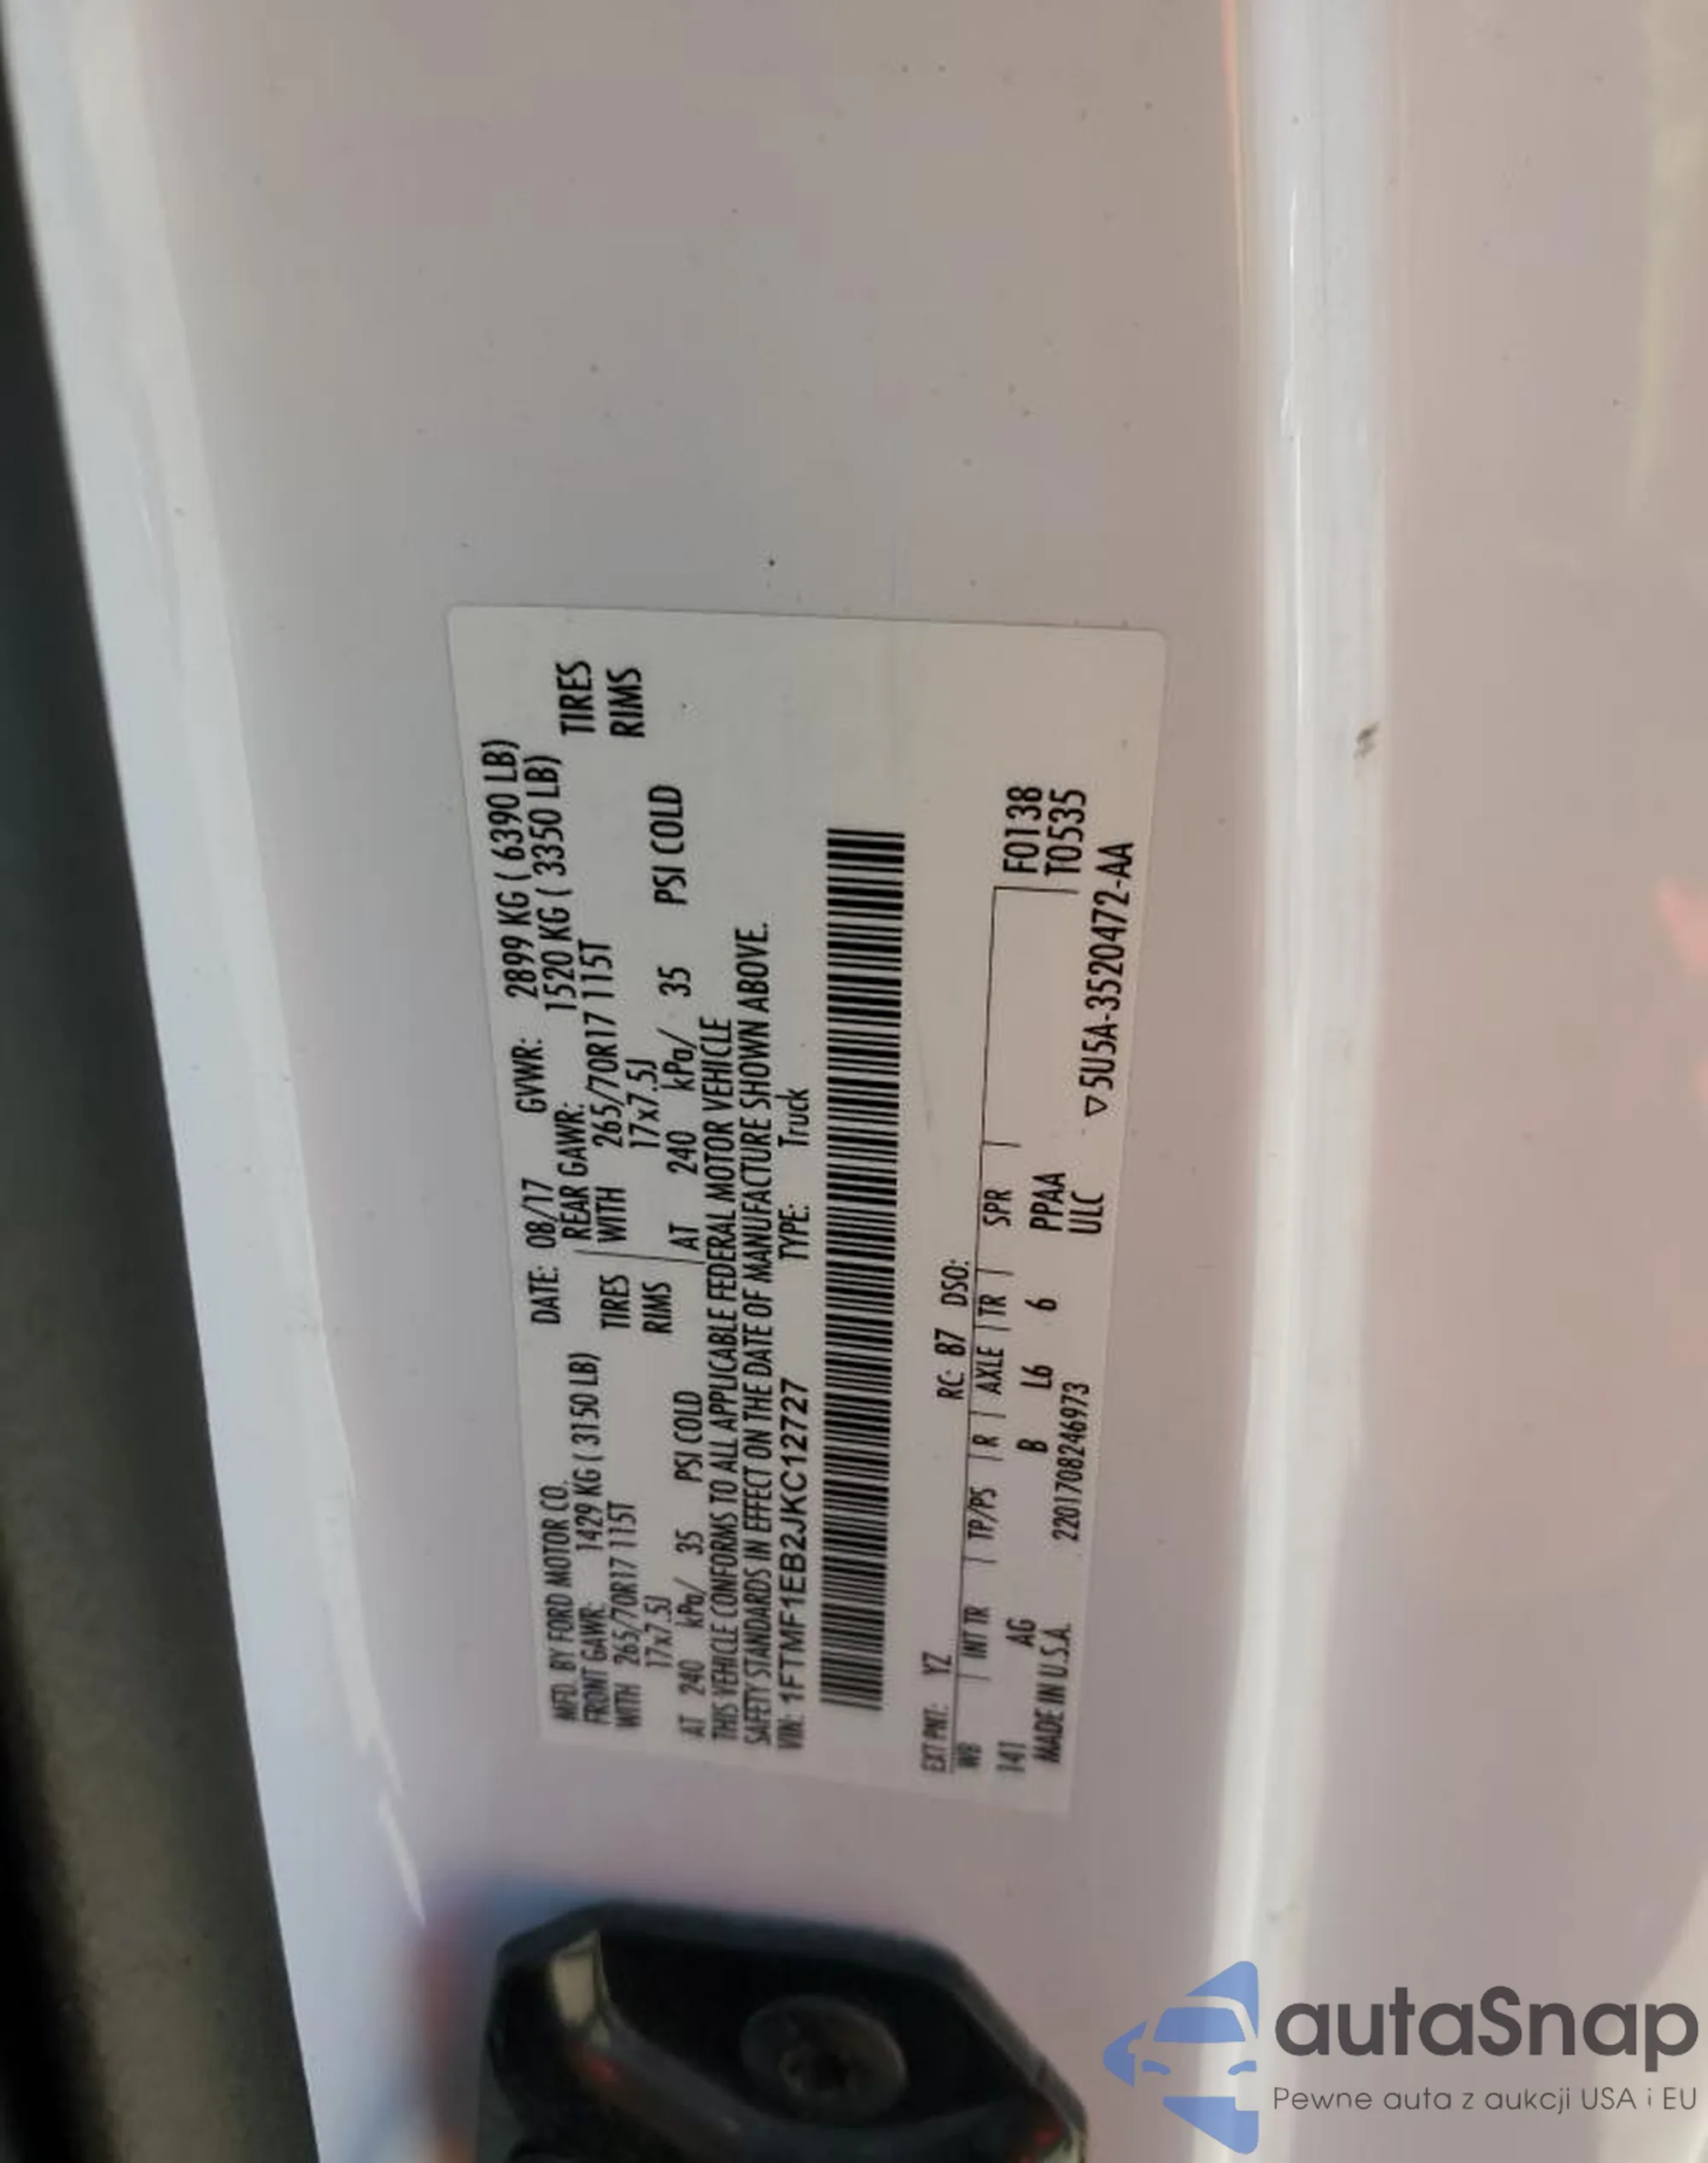 MFD. BY FORD MOTOR CO. DATE: 08/17 GVWR: 2899 KG ( 6390 LB)
FRONT GAWR: 1429 KG ( 3150 LB) REAR GAWR: 1520 KG ( 3350 LB)
WITH 265/70R17 115T TIRES WITH 265/70R17 115T TIRES
17x7.5J RIMS 17x7.5J RIMS
AT 240 kPa/ 35 PSI COLD AT 240 kPa/ 35 PSI COLD
THIS VEHICLE CONFORMS TO ALL APPLICABLE FEDERAL MOTOR VEHICLE
SAFETY STANDARDS IN EFFECT ON THE DATE OF MANUFACTURE SHOWN ABOVE.
VIN: 1FTMF1EB2JKC12727 TYPE: Truck
EXT PNT: YZ RC: 87 DSO:
WB INT TR TP/PS R AXLE TR SPR
141 AG B L6 6 PPAA F0138
MADE IN U.S.A. 2201708246973 ULC T0535
▽5U5A-3520472-AA
autaSnap
Pewne auta z aukcji USA i EU